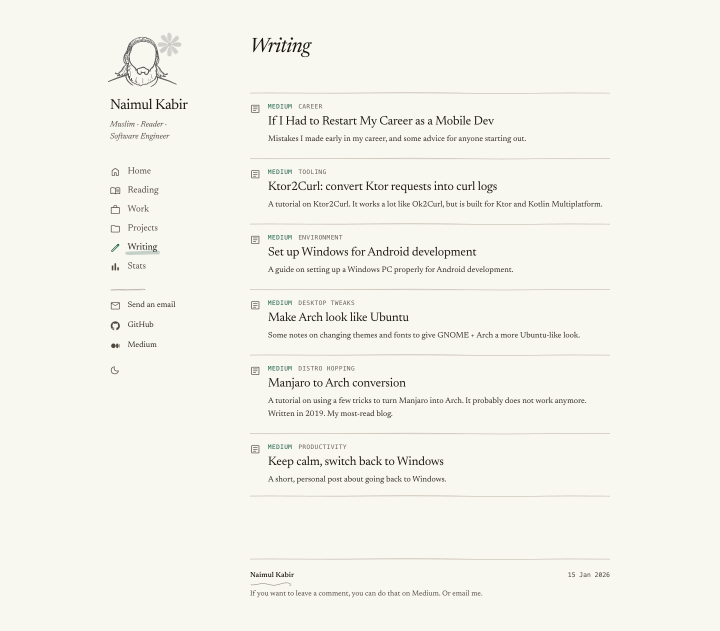 Naimul Kabir
Muslim · Reader ·
Software Engineer
Home
Reading
Work
Projects
Writing
Stats
Send an email
GitHub
Medium
Writing
MEDIUM CAREER
If I Had to Restart My Career as a Mobile Dev
Mistakes I made early in my career, and some advice for anyone starting out.
MEDIUM TOOLING
Ktor2Curl: convert Ktor requests into curl logs
A tutorial on Ktor2Curl. It works a lot like Ok2Curl, but is built for Ktor and Kotlin Multiplatform.
MEDIUM ENVIRONMENT
Set up Windows for Android development
A guide on setting up a Windows PC properly for Android development.
MEDIUM DESKTOP TWEAKS
Make Arch look like Ubuntu
Some notes on changing themes and fonts to give GNOME + Arch a more Ubuntu-like look.
MEDIUM DISTRO HOPPING
Manjaro to Arch conversion
A tutorial on using a few tricks to turn Manjaro into Arch. It probably does not work anymore.
Written in 2019. My most-read blog.
MEDIUM PRODUCTIVITY
Keep calm, switch back to Windows
A short, personal post about going back to Windows.
Naimul Kabir
15 Jan 2026
If you want to leave a comment, you can do that on Medium. Or email me.